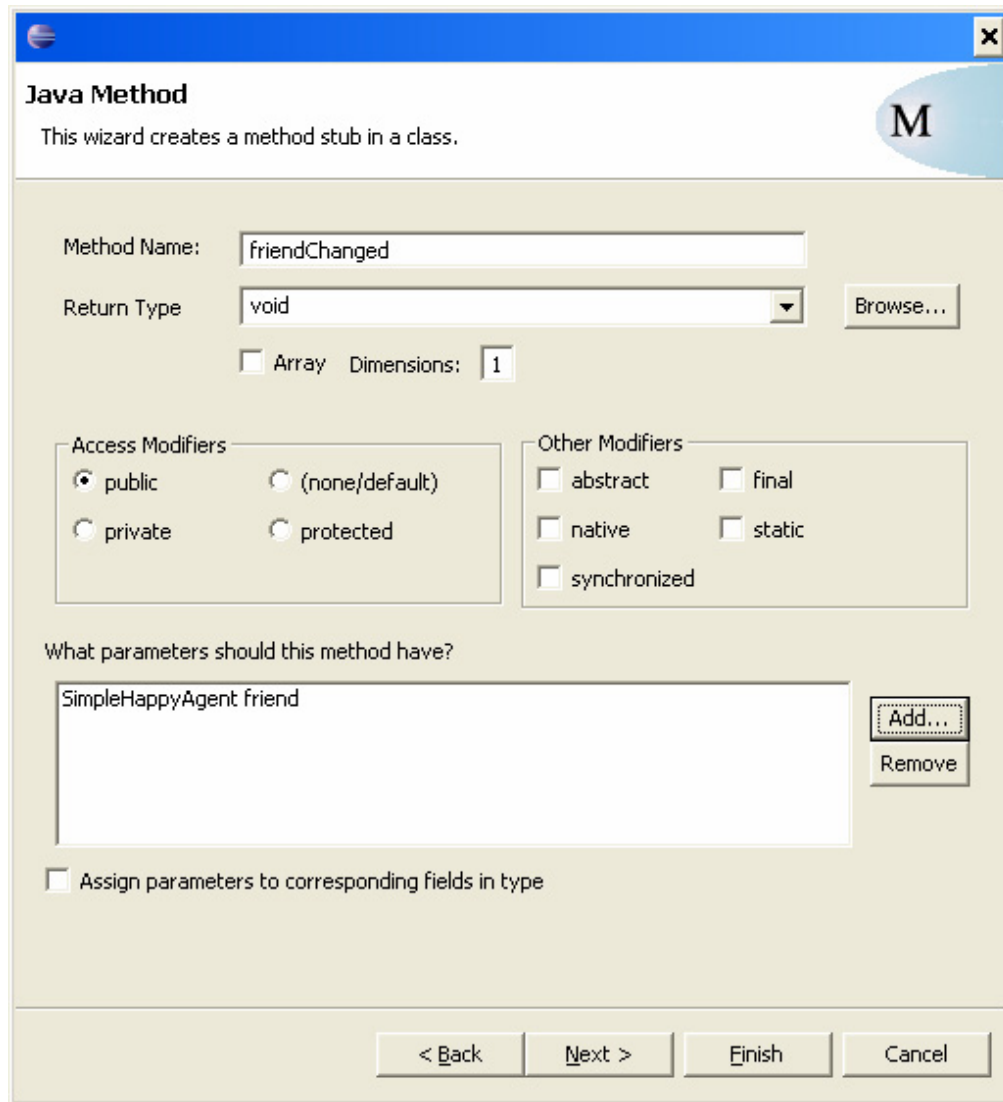 Java Method
This wizard creates a method stub in a class.
M
Method Name: friendChanged
Return Type void Browse...
Array Dimensions: 1
Access Modifiers
public (none/default)
private protected
Other Modifiers
abstract final
native static
synchronized
What parameters should this method have?
SimpleHappyAgent friend
Add...
Remove
Assign parameters to corresponding fields in type
< Back Next > Finish Cancel